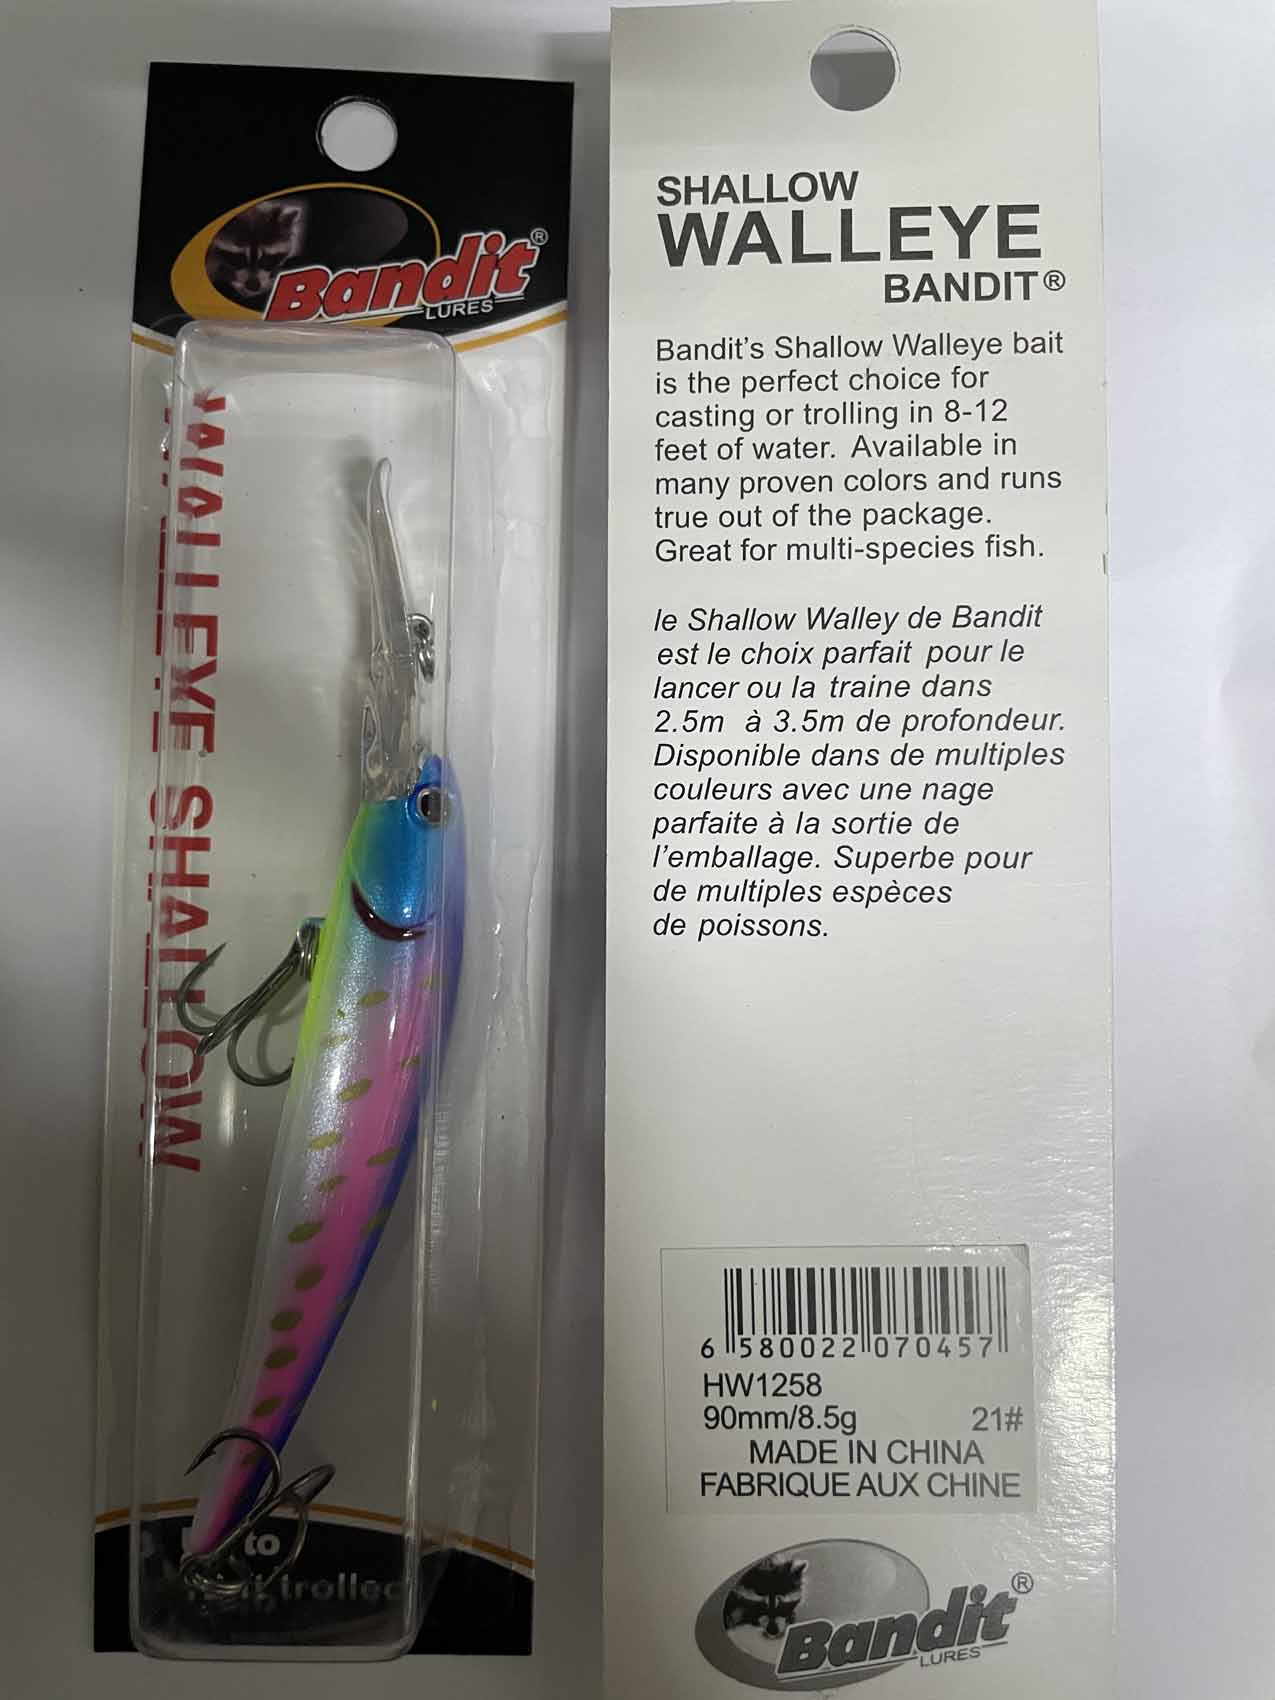 Bandit®
LURES
WALLEYE SHALLOW
to
trolled
SHALLOW
WALLEYE
BANDIT®
Bandit's Shallow Walleye bait
is the perfect choice for
casting or trolling in 8-12
feet of water. Available in
many proven colors and runs
true out of the package.
Great for multi-species fish.
le Shallow Walley de Bandit
est le choix parfait pour le
lancer ou la traine dans
2.5m à 3.5m de profondeur.
Disponible dans de multiples
couleurs avec une nage
parfaite à la sortie de
l'emballage. Superbe pour
de multiples espèces
de poissons.
6 580022 070457
HW1258
90mm/8.5g 21#
MADE IN CHINA
FABRIQUE AUX CHINE
Bandit®
LURES